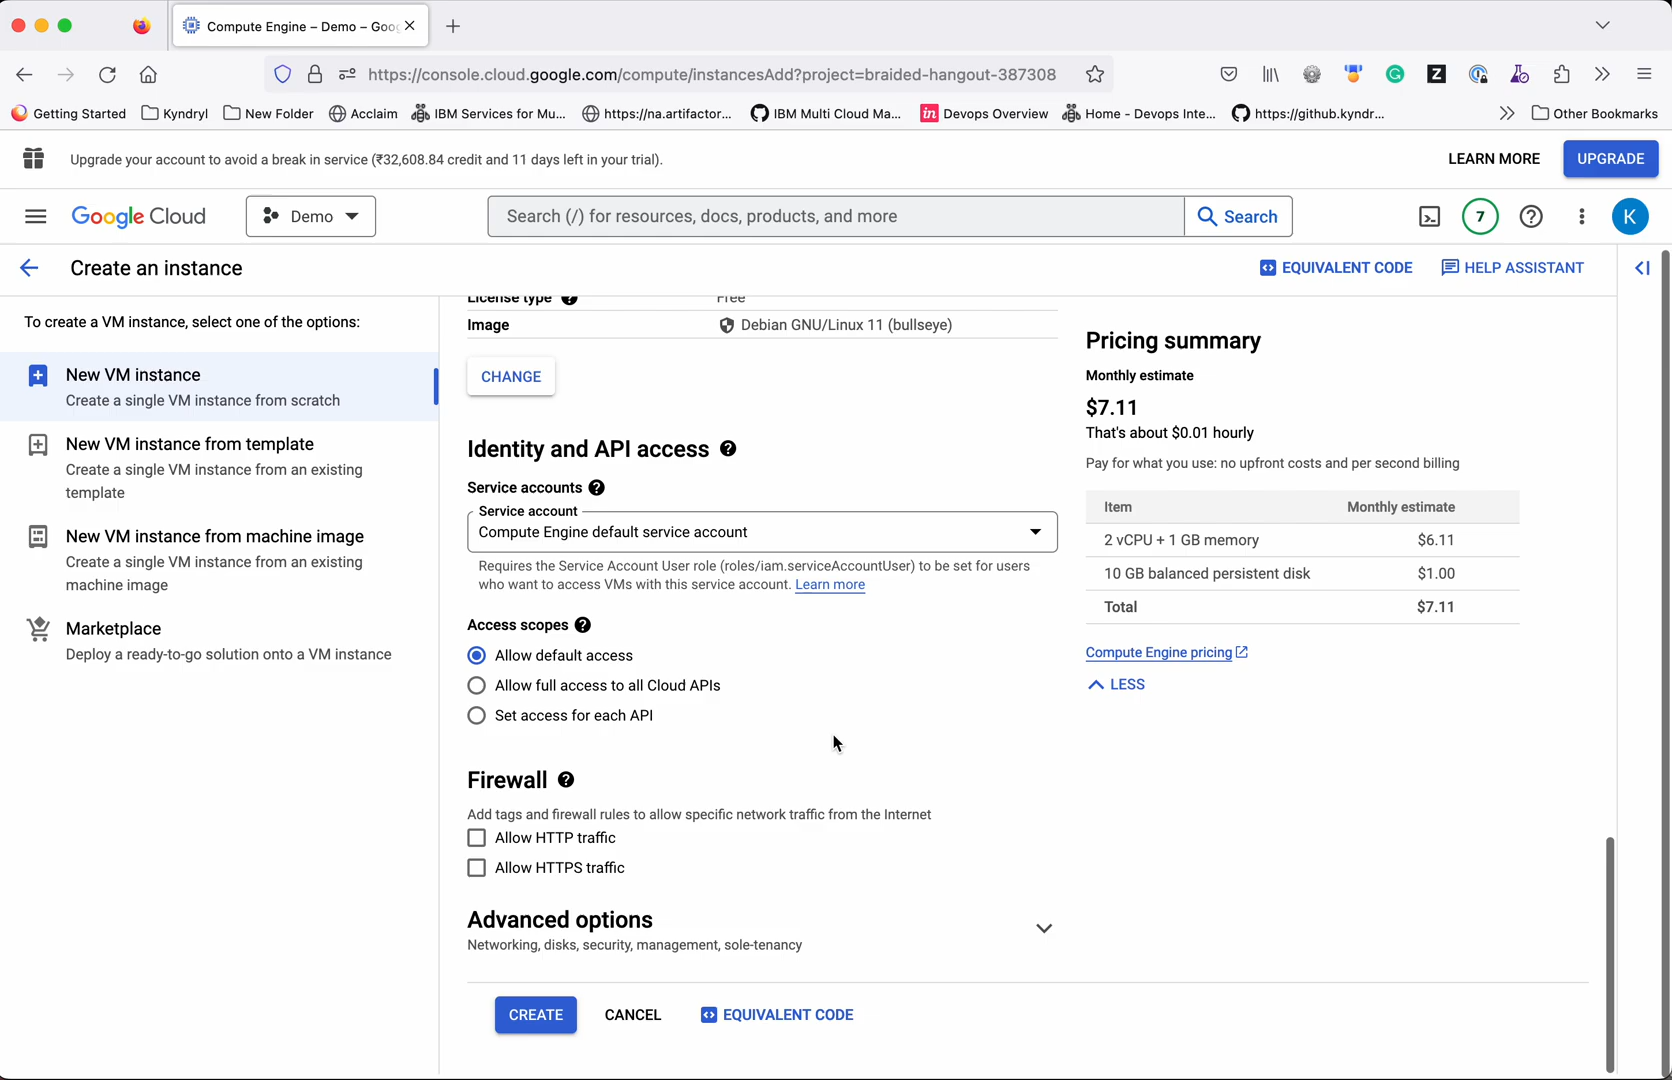 Compute Engine – Demo – Goo
https://console.cloud.google.com/compute/instancesAdd?project=braided-hangout-387308
Getting Started
Kyndryl
New Folder
Acclaim
IBM Services for Mu...
https://na.artifactor...
IBM Multi Cloud Ma...
in Devops Overview
Home - Devops Inte...
https://github.kyndr...
Other Bookmarks
Upgrade your account to avoid a break in service (₹32,608.84 credit and 11 days left in your trial).
LEARN MORE
UPGRADE
Google Cloud
Demo
Search (/) for resources, docs, products, and more
Search
7
K
Create an instance
EQUIVALENT CODE
HELP ASSISTANT
To create a VM instance, select one of the options:
New VM instance
Create a single VM instance from scratch
New VM instance from template
Create a single VM instance from an existing
template
New VM instance from machine image
Create a single VM instance from an existing
machine image
Marketplace
Deploy a ready-to-go solution onto a VM instance
License type Free
Image Debian GNU/Linux 11 (bullseye)
CHANGE
Identity and API access
Service accounts
Service account
Compute Engine default service account
Requires the Service Account User role (roles/iam.serviceAccountUser) to be set for users
who want to access VMs with this service account. Learn more
Access scopes
Allow default access
Allow full access to all Cloud APIs
Set access for each API
Firewall
Add tags and firewall rules to allow specific network traffic from the Internet
Allow HTTP traffic
Allow HTTPS traffic
Advanced options
Networking, disks, security, management, sole-tenancy
CREATE
CANCEL
EQUIVALENT CODE
Pricing summary
Monthly estimate
$7.11
That's about $0.01 hourly
Pay for what you use: no upfront costs and per second billing
Item Monthly estimate
2 vCPU + 1 GB memory $6.11
10 GB balanced persistent disk $1.00
Total $7.11
Compute Engine pricing
LESS